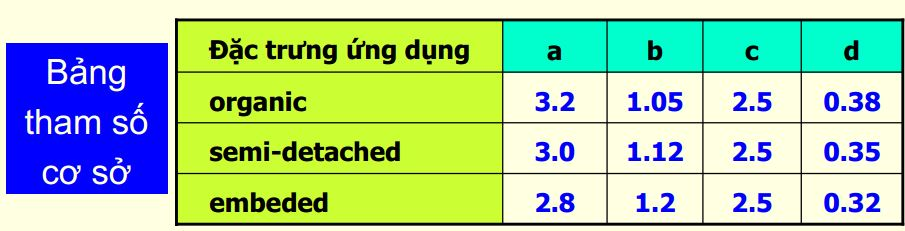 Bảng
tham số
cơ sở
Đặc trưng ứng dụng a b c d
organic 3.2 1.05 2.5 0.38
semi-detached 3.0 1.12 2.5 0.35
embeded 2.8 1.2 2.5 0.32